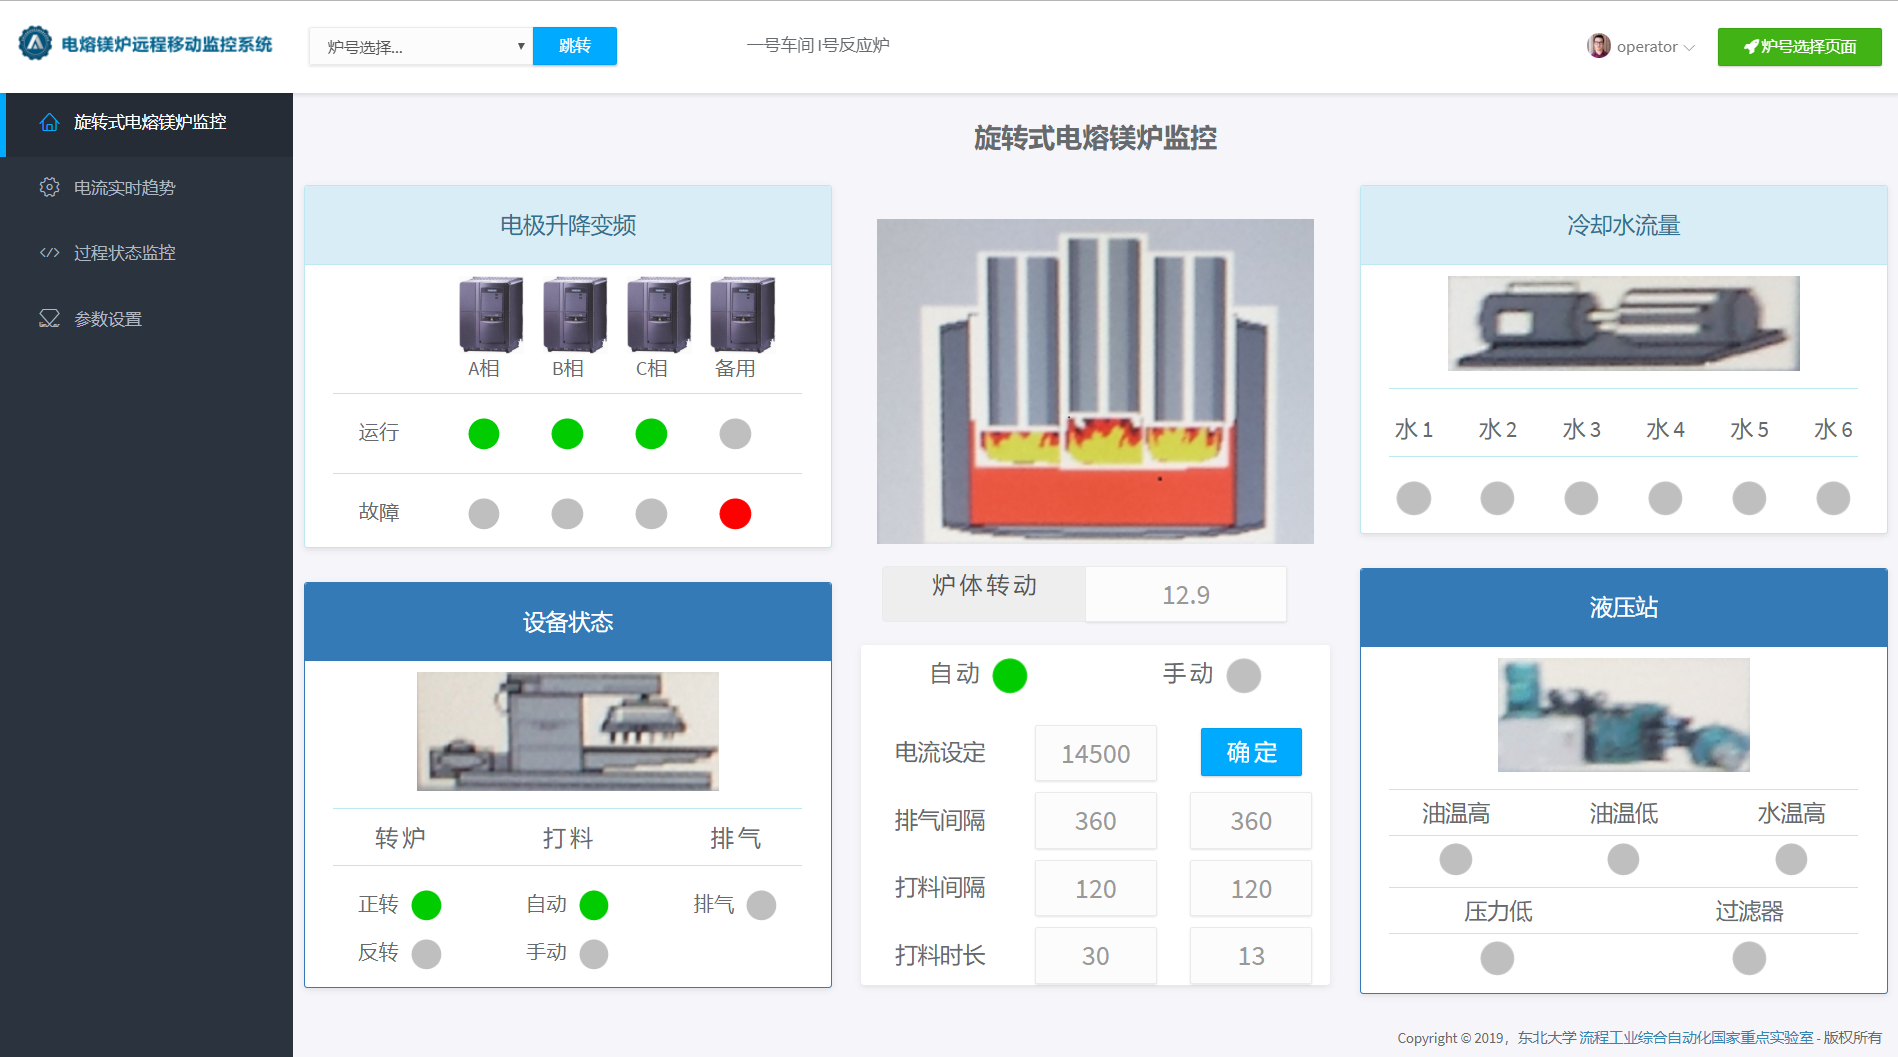 电熔镁炉远程移动监控系统
炉号选择...
跳转
一号车间 I号反应炉
operator
炉号选择页面
旋转式电熔镁炉监控
电流实时趋势
过程状态监控
参数设置
旋转式电熔镁炉监控
电极升降变频
A相 B相 C相 备用
运行
故障
设备状态
转炉 打料 排气
正转 自动 排气
反转 手动
炉体转动 12.9
自动 手动
电流设定 14500 确定
排气间隔 360 360
打料间隔 120 120
打料时长 30 13
冷却水流量
水1 水2 水3 水4 水5 水6
液压站
油温高 油温低 水温高
压力低 过滤器
Copyright © 2019，东北大学 流程工业综合自动化国家重点实验室 - 版权所有